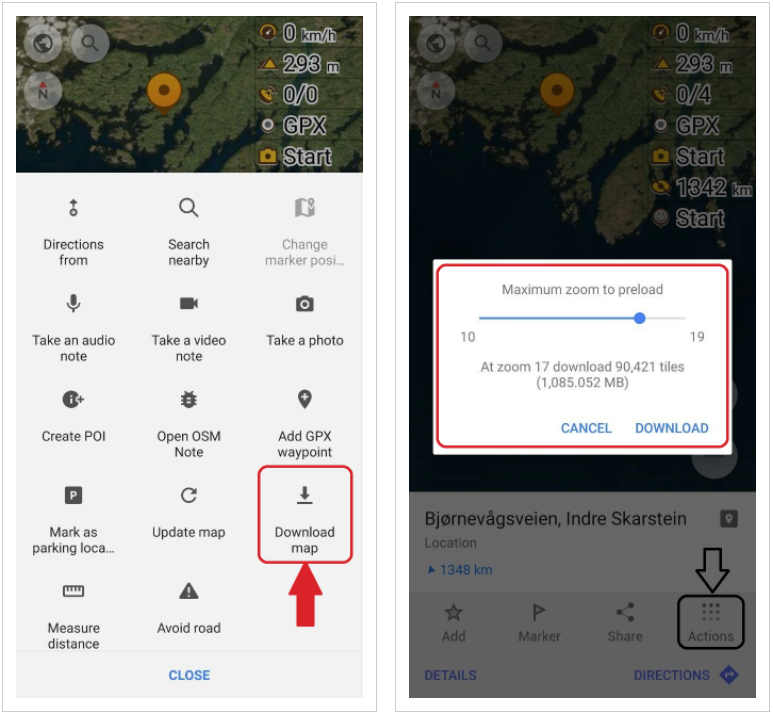 0 km/h
293 m
0/0
GPX
Start
N
Directions
from
Search
nearby
Change
marker posi...
Take an audio
note
Take a video
note
Take a photo
Create POI
Open OSM
Note
Add GPX
waypoint
P
Mark as
parking loca...
Update map
Download
map
Measure
distance
Avoid road
CLOSE
0 km/h
293 m
0/4
GPX
Start
1342 km
Start
N
Maximum zoom to preload
10
19
At zoom 17 download 90,421 tiles
(1,085.052 MB)
CANCEL
DOWNLOAD
Bjørnevågsveien, Indre Skarstein
Location
1348 km
Add
Marker
Share
Actions
DETAILS
DIRECTIONS